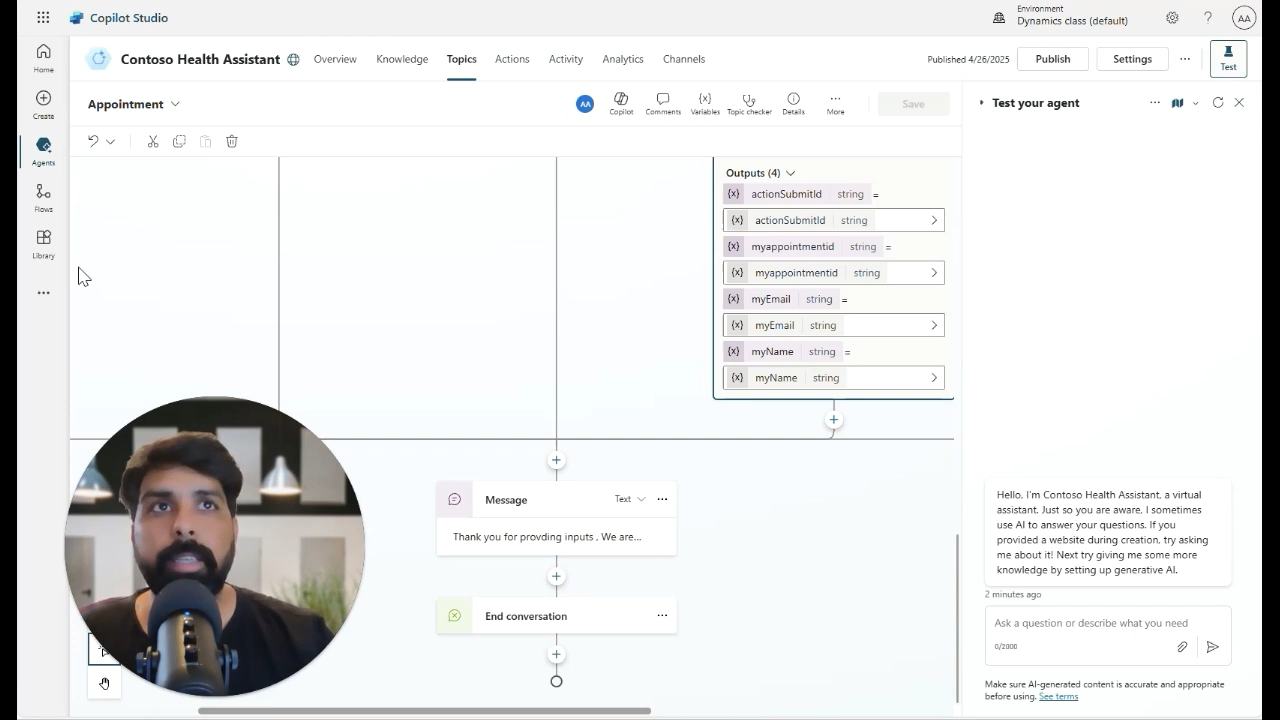 Copilot Studio
Environment
Dynamics class (default)
AA
Home
Create
Agents
Flows
Library
Contoso Health Assistant
Overview
Knowledge
Topics
Actions
Activity
Analytics
Channels
Published 4/26/2025
Publish
Settings
Test
Appointment
AA
Copilot
Comments
Variables
Topic checker
Details
More
Save
Outputs (4)
{x} actionSubmitId string =
{x} actionSubmitId string
{x} myappointmentid string =
{x} myappointmentid string
{x} myEmail string =
{x} myEmail string
{x} myName string =
{x} myName string
Message Text
Thank you for provding inputs . We are...
End conversation
Test your agent
Hello, I'm Contoso Health Assistant, a virtual
assistant. Just so you are aware, I sometimes
use AI to answer your questions. If you
provided a website during creation, try asking
me about it! Next try giving me some more
knowledge by setting up generative AI.
2 minutes ago
Ask a question or describe what you need
0/2000
Make sure AI-generated content is accurate and appropriate
before using. See terms